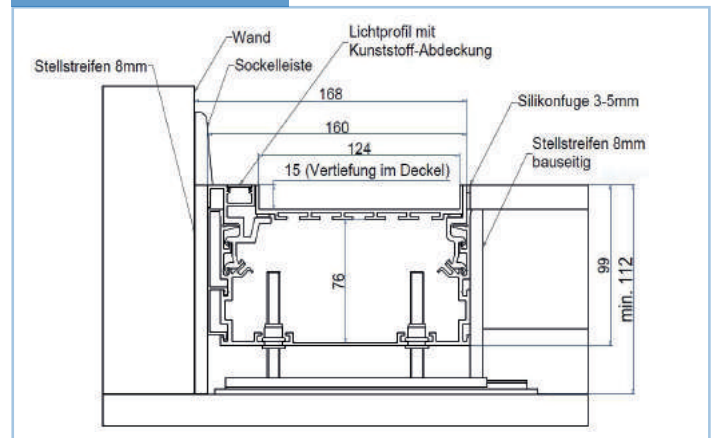 Wand
Lichtprofil mit
Kunststoff-Abdeckung
Stellstreifen 8mm
Sockelleiste
168
Silikonfuge 3-5mm
160
124
Stellstreifen 8mm
bauseitig
15 (Vertiefung im Deckel)
76
99
min. 112